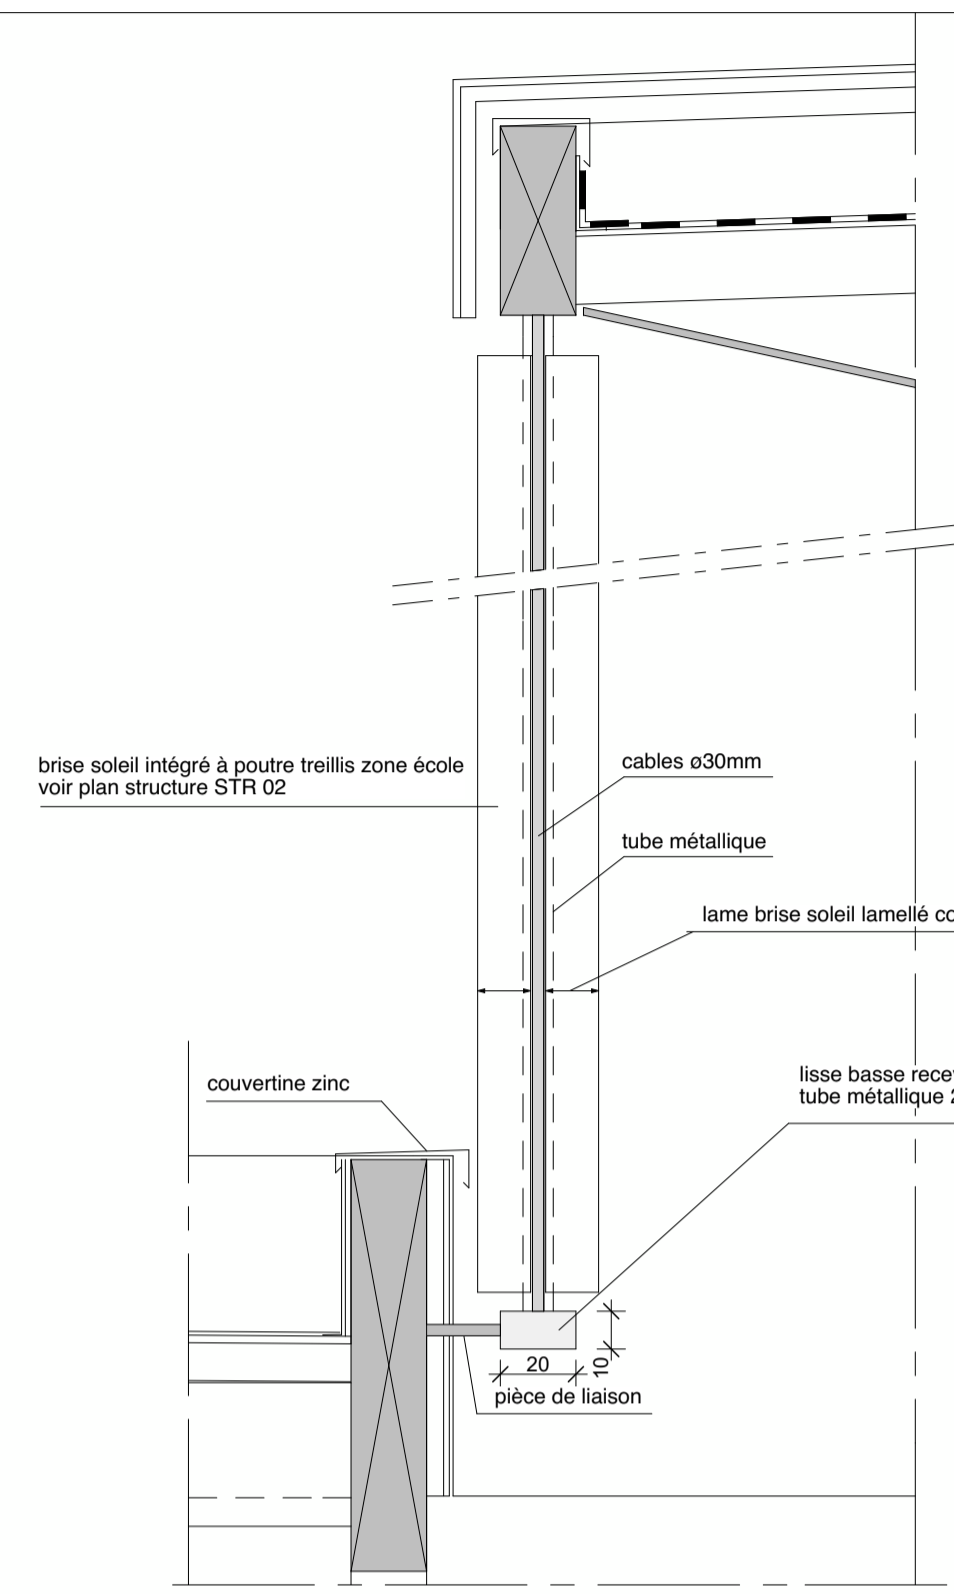 brise soleil intégré à poutre treillis zone école
voir plan structure STR 02
cables ø30mm
tube métallique
lame brise soleil lamellé
couvertine zinc
lisse basse
tube métallique
20
10
pièce de liaison